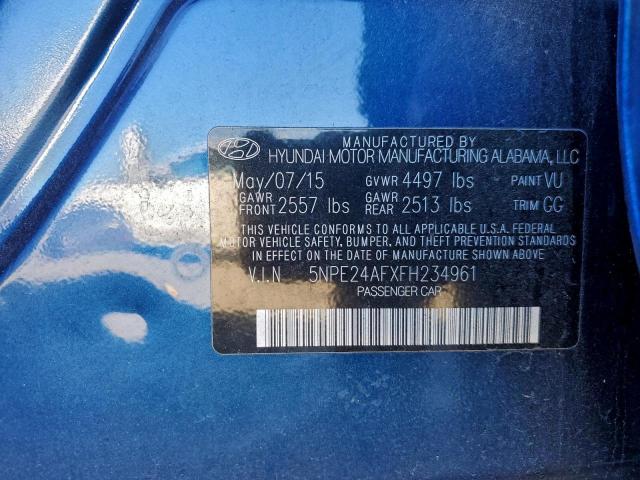 MANUFACTURED BY
HYUNDAI MOTOR MANUFACTURING ALABAMA, LLC
May/07/15 GVWR 4497 lbs PAINT VU
GAWR FRONT 2557 lbs GAWR REAR 2513 lbs TRIM GG
THIS VEHICLE CONFORMS TO ALL APPLICABLE U.S.A. FEDERAL
MOTOR VEHICLE SAFETY, BUMPER, AND THEFT PREVENTION STANDARDS
IN EFFECT ON THE DATE OF MANUFACTURE SHOWN ABOVE
V.I.N 5NPE24AFXFH234961
PASSENGER CAR